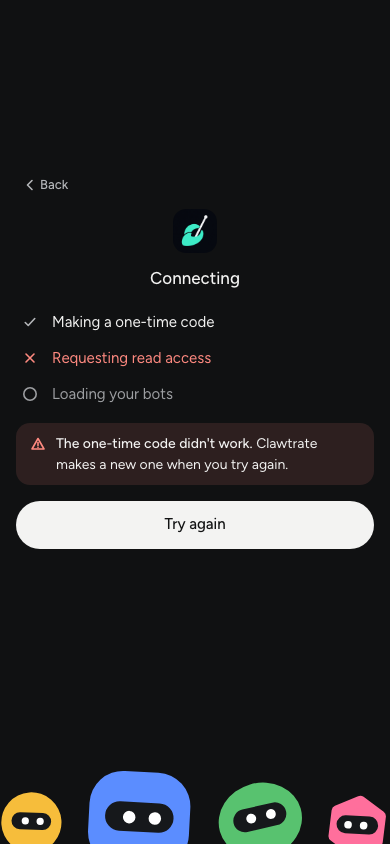 Back
Connecting
Making a one-time code
Requesting read access
Loading your bots
The one-time code didn't work. Clawtrate
makes a new one when you try again.
Try again